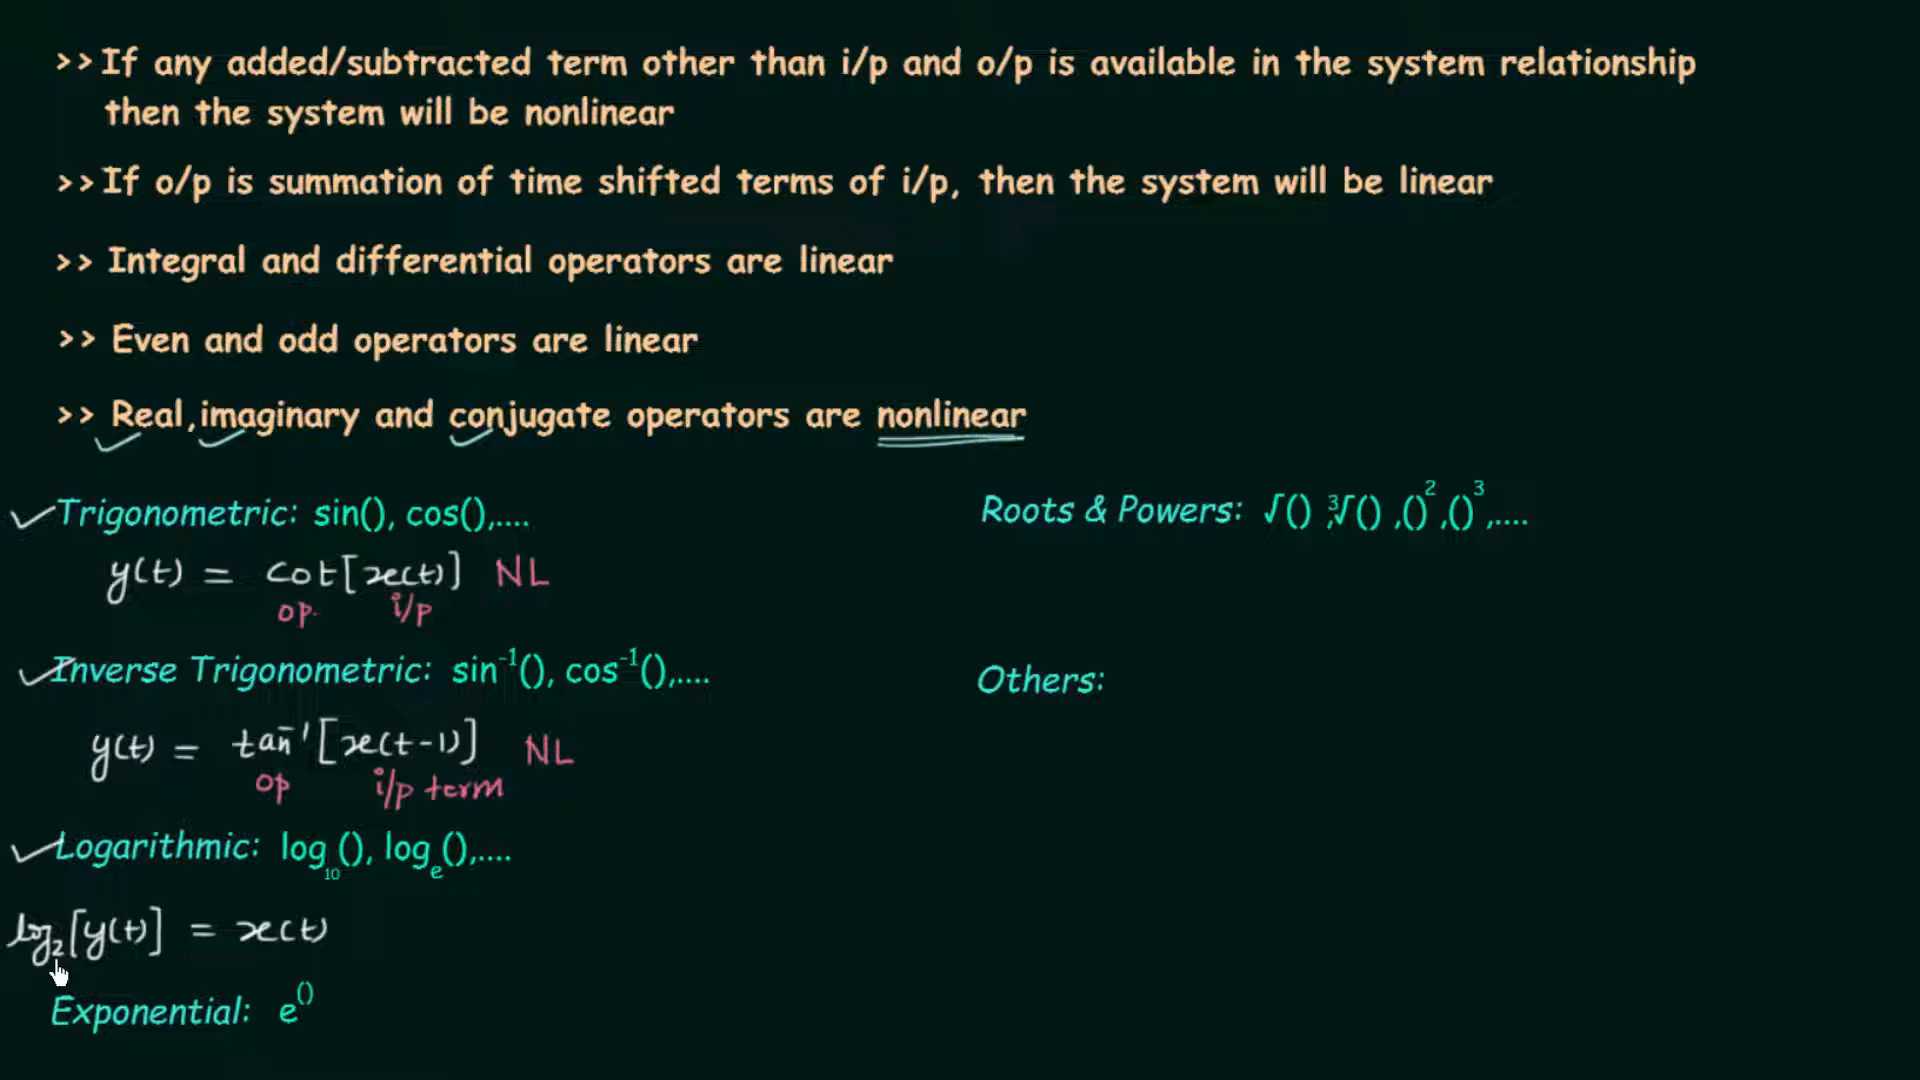 >> If any added/subtracted term other than i/p and o/p is available in the system relationship
then the system will be nonlinear
>> If o/p is summation of time shifted terms of i/p, then the system will be linear
>> Integral and differential operators are linear
>> Even and odd operators are linear
>> Real, imaginary and conjugate operators are nonlinear
Trigonometric: sin(), cos(),....
y(t) = cot[x(t)] NL
op. i/p
Inverse Trigonometric: sin⁻¹(), cos⁻¹(),....
y(t) = tan⁻¹[x(t-1)] NL
op i/p term
Logarithmic: log₁₀(), logₑ(),....
log₂[y(t)] = x(t)
Exponential: e⁽⁾
Roots & Powers: √() ,³√() ,()²,()³,....
Others: